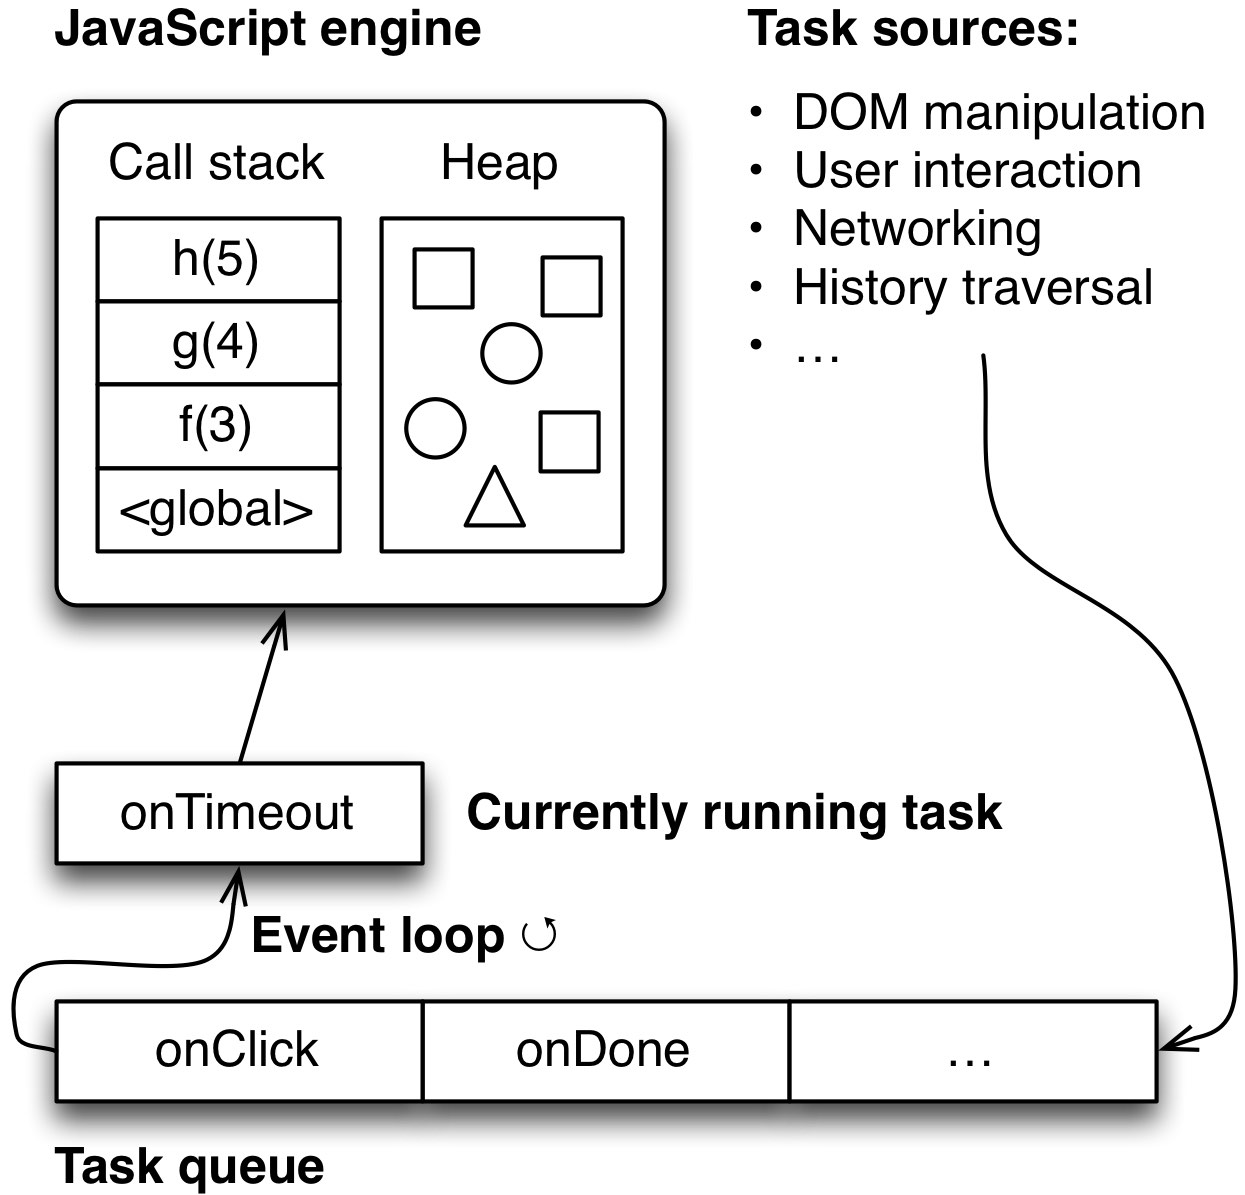 JavaScript engine
Task sources:
Call stack
Heap
h(5)
g(4)
f(3)
<global>
• DOM manipulation
• User interaction
• Networking
• History traversal
• …
onTimeout
Currently running task
Event loop
onClick
onDone
…
Task queue